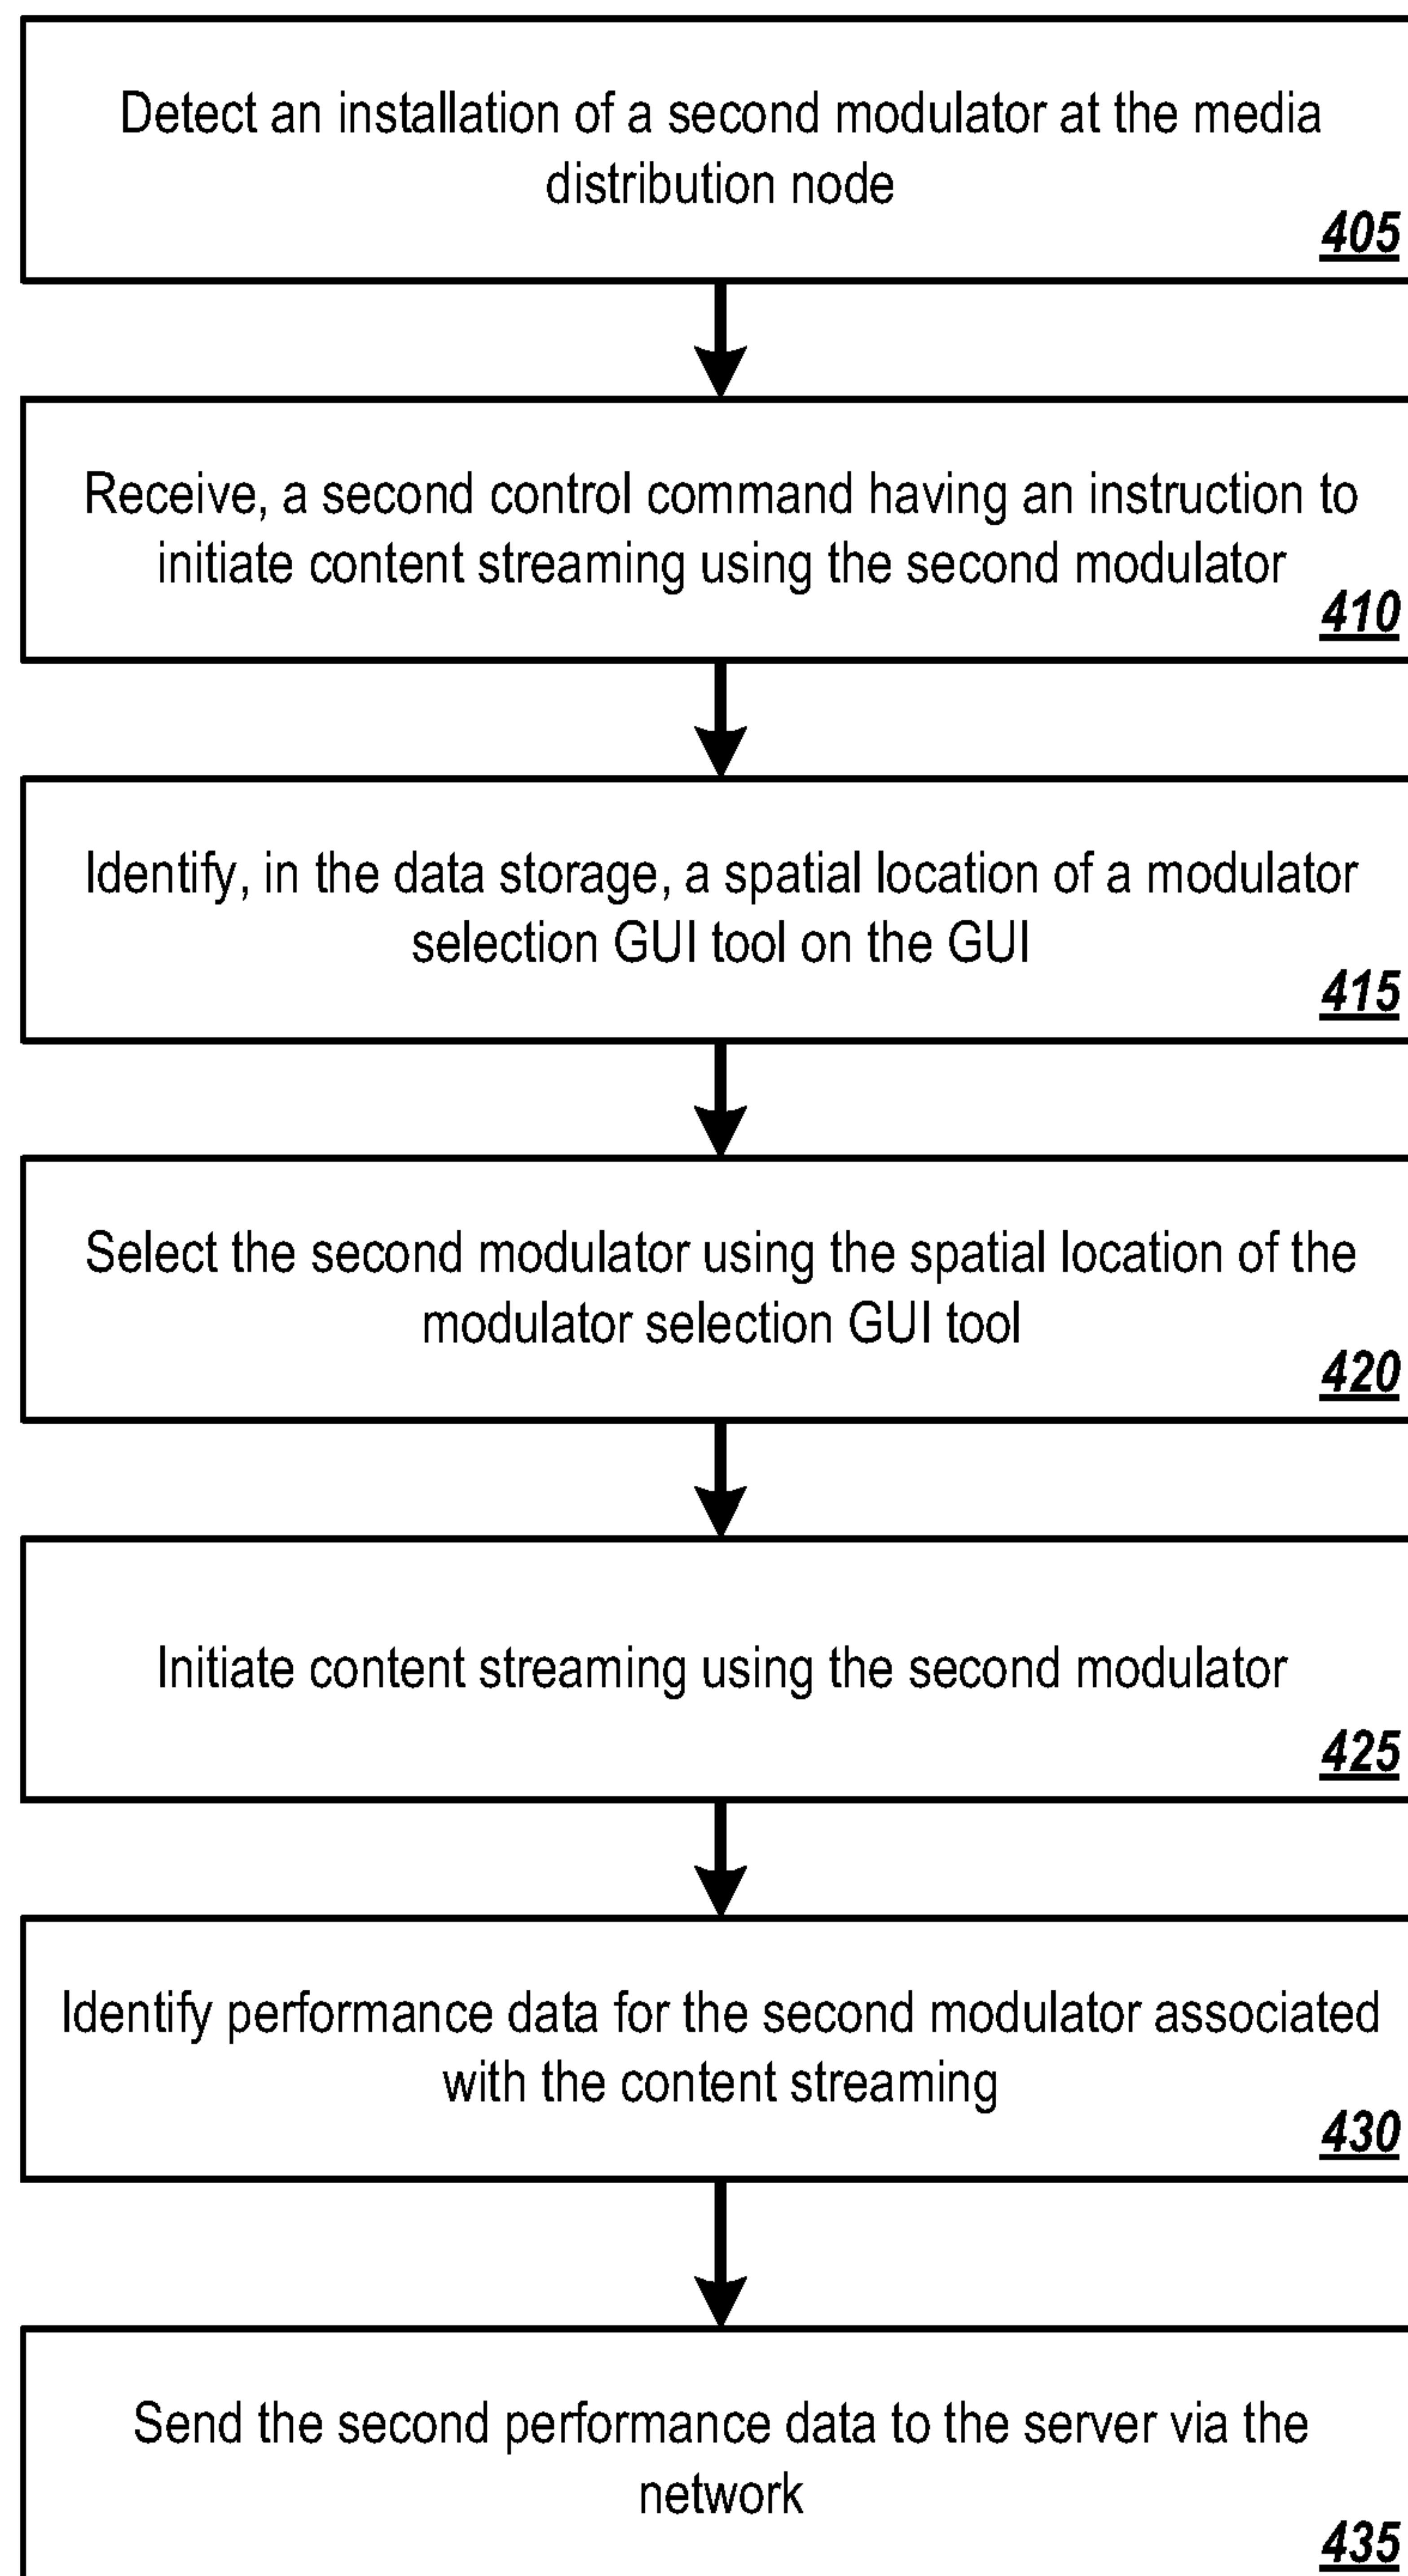 Detect an installation of a second modulator at the media
distribution node
405
Receive, a second control command having an instruction to
initiate content streaming using the second modulator
410
Identify, in the data storage, a spatial location of a modulator
selection GUI tool on the GUI
415
Select the second modulator using the spatial location of the
modulator selection GUI tool
420
Initiate content streaming using the second modulator
425
Identify performance data for the second modulator associated
with the content streaming
430
Send the second performance data to the server via the
network
435